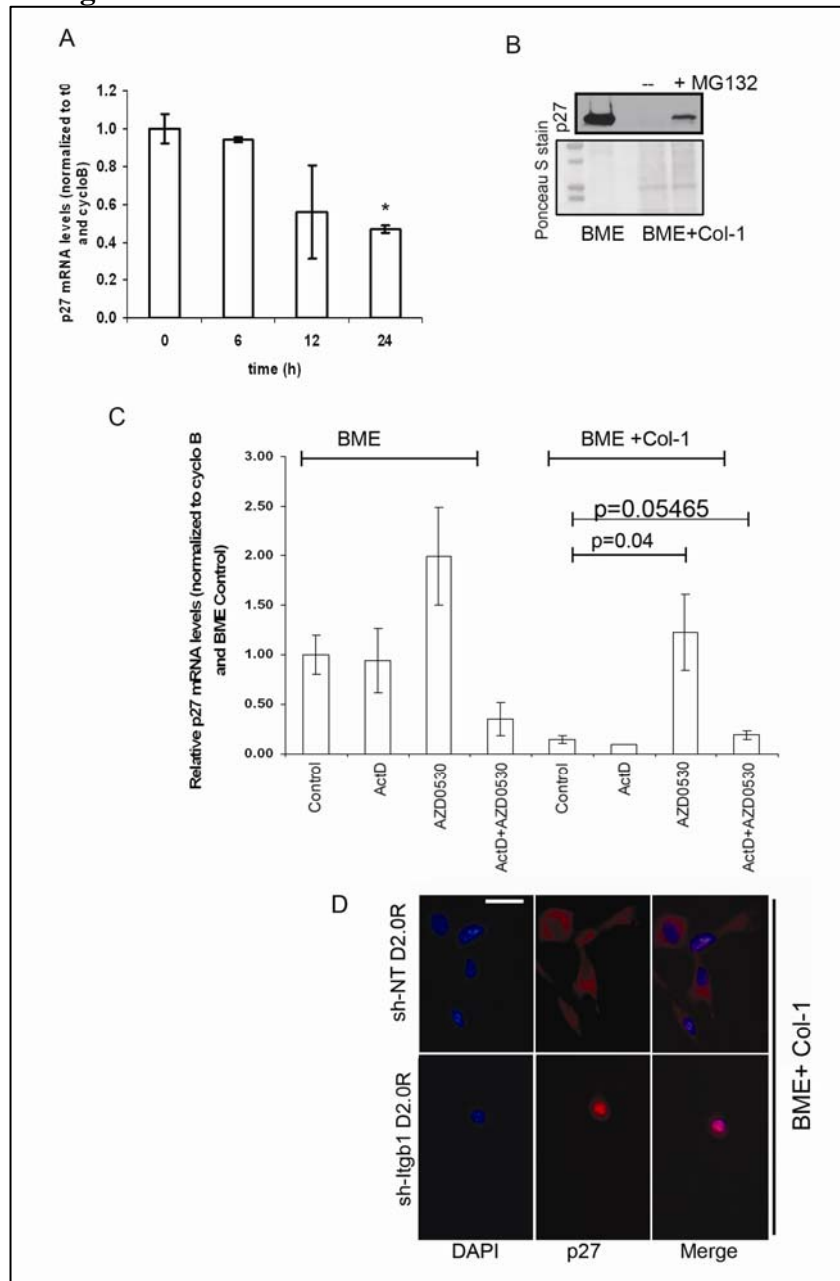 A
p27 mRNA levels (normalized to t0
and cycloB)
1.2
1.0
0.8
0.6
0.4
0.2
0.0
*
0
6
12
24
time (h)
B
-- + MG132
p27
Ponceau S stain
BME BME+Col-1
C
Relative p27 mRNA levels (normalized to cyclo B
and BME Control)
BME
BME +Col-1
p=0.05465
p=0.04
3.00
2.50
2.00
1.50
1.00
0.50
0.00
Control
ActD
AZD0530
ActD+AZD0530
Control
ActD
AZD0530
ActD+AZD0530
D
sh-NT D2.0R
sh-Itgb1 D2.0R
BME+ Col-1
DAPI
p27
Merge